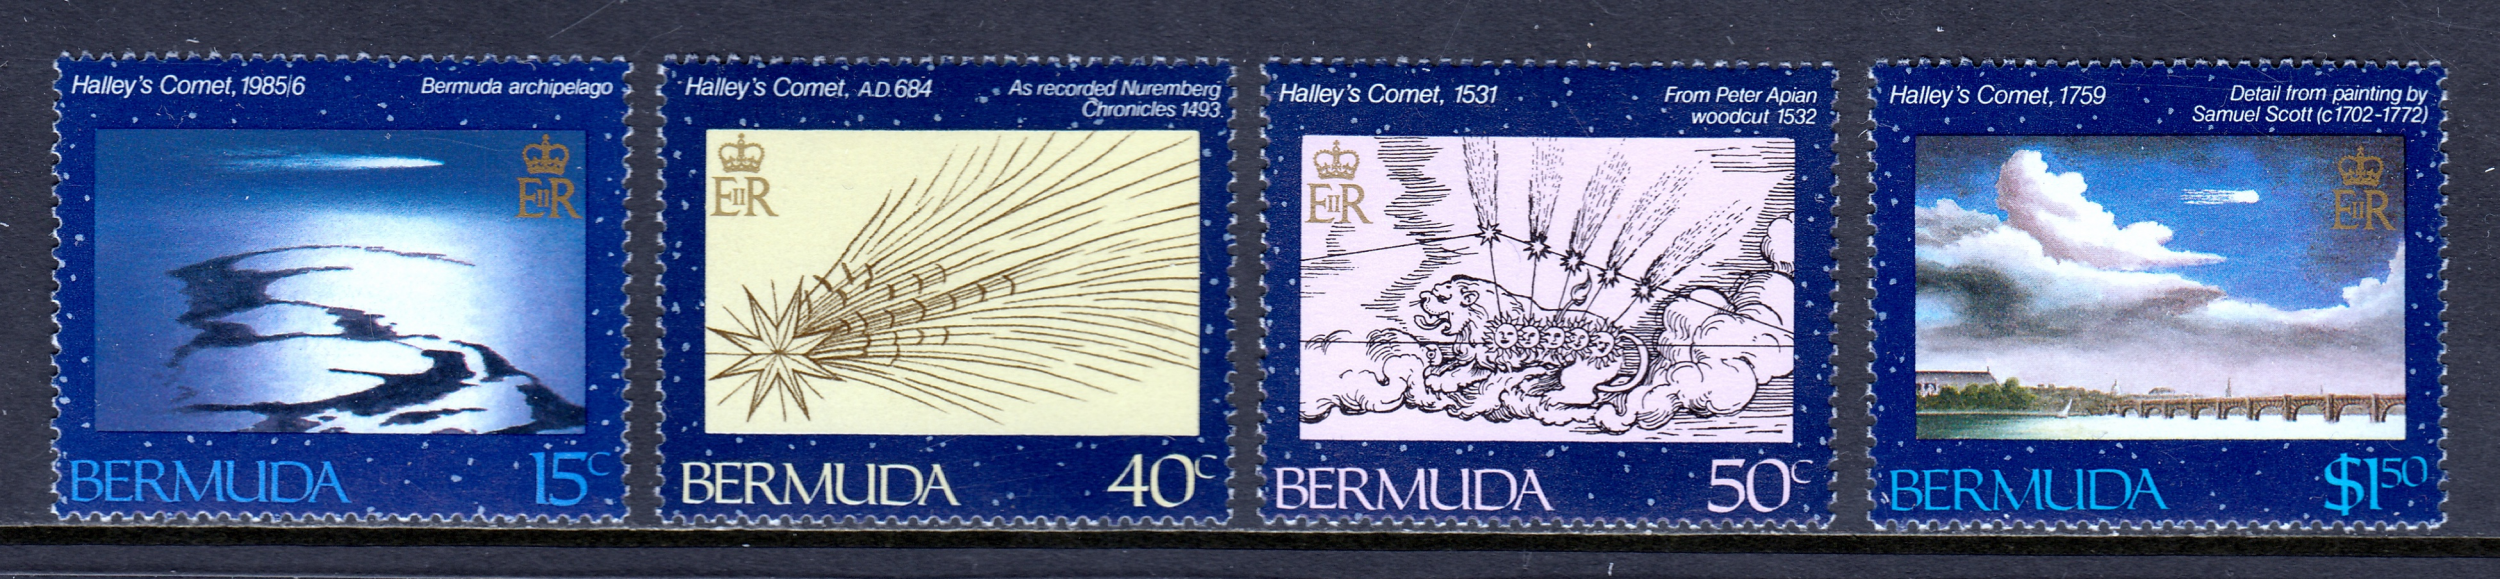 Halley's Comet, 1985/6
Bermuda archipelago
EIIR
BERMUDA
15c
Halley's Comet, A.D. 684
As recorded Nuremberg
Chronicles 1493.
EIIR
BERMUDA
40c
Halley's Comet, 1531
From Peter Apian
woodcut 1532
EIIR
BERMUDA
50c
Halley's Comet, 1759
Detail from painting by
Samuel Scott (c1702-1772)
EIIR
BERMUDA
$150